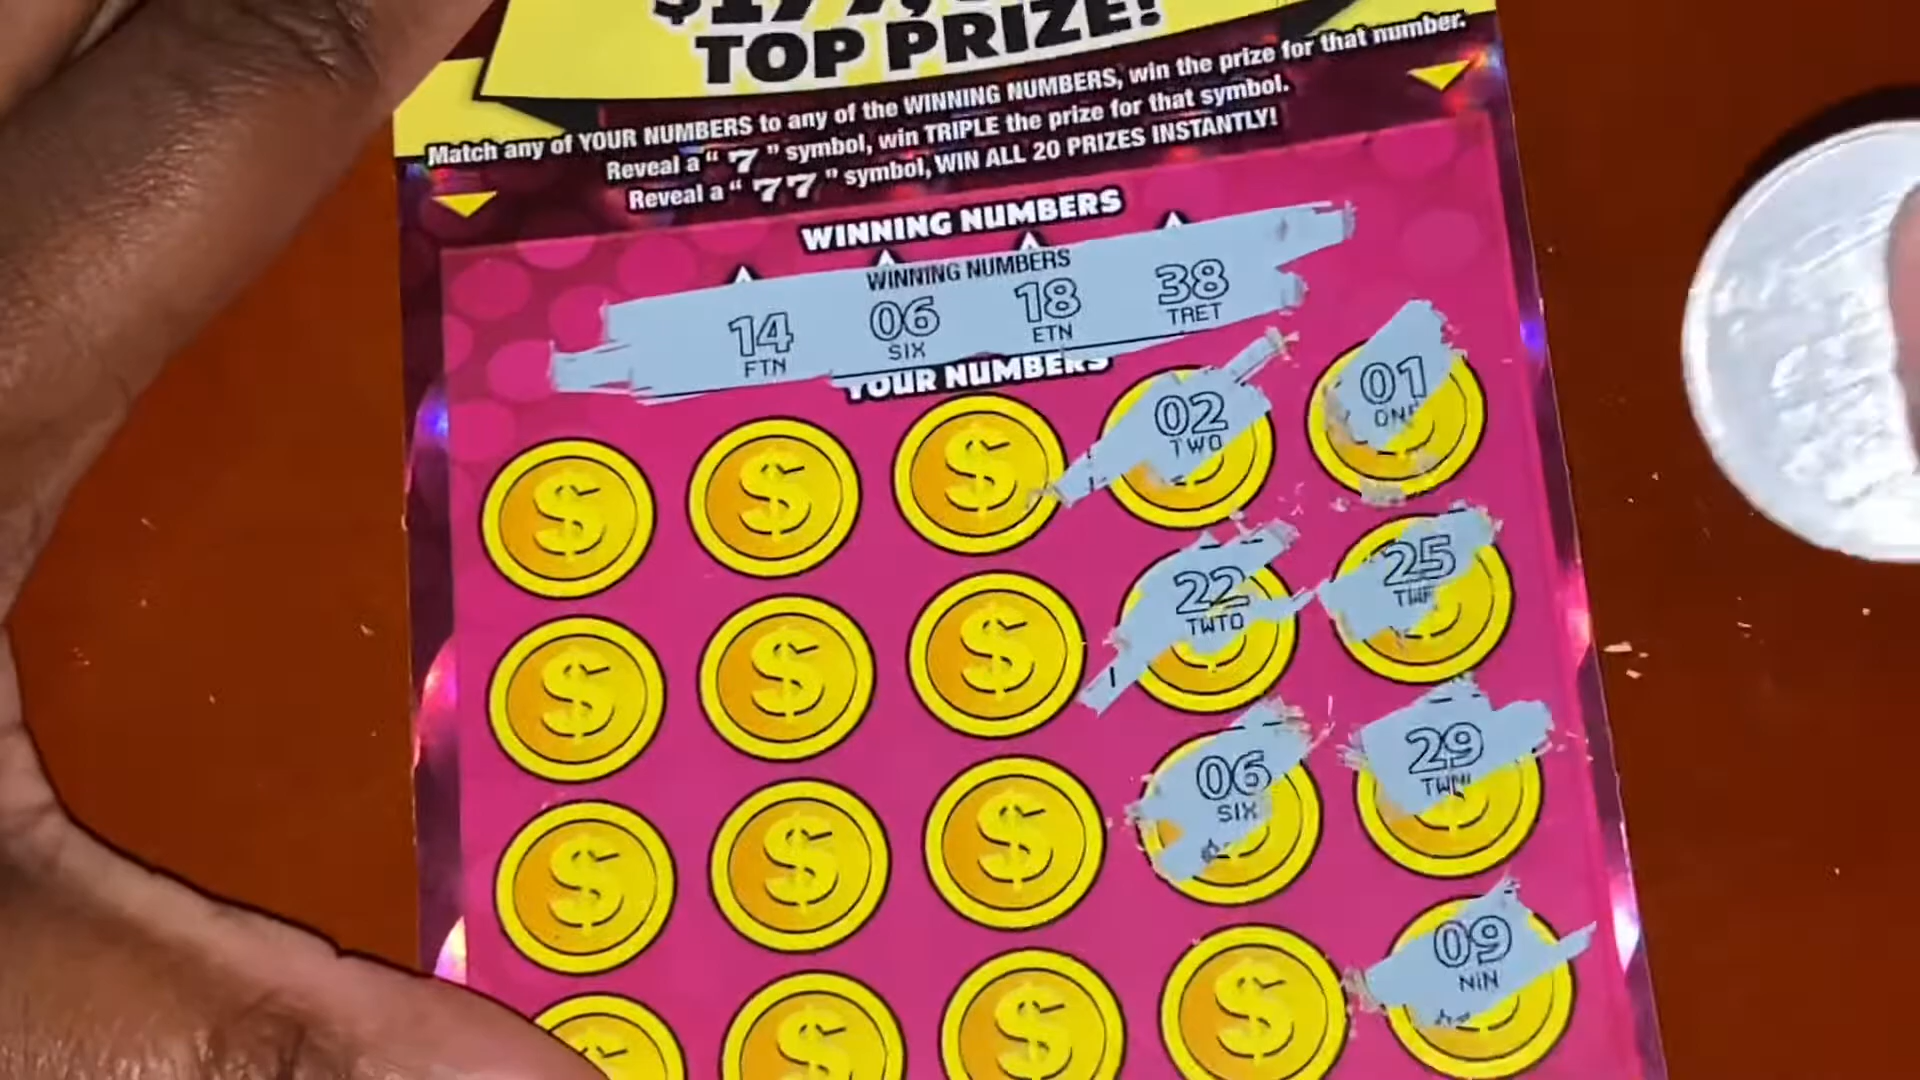 TOP PRIZE!
Match any of YOUR NUMBERS to any of the WINNING NUMBERS, win the prize for that number.
Reveal a "7" symbol, win TRIPLE the prize for that symbol.
Reveal a "77" symbol, WIN ALL 20 PRIZES INSTANTLY!
WINNING NUMBERS
WINNING NUMBERS
14 06 18 38
FTN SIX ETN TRET
YOUR NUMBERS
02 01
TWO ONE
22 25
TWTO
06 29
SIX
09
NIN